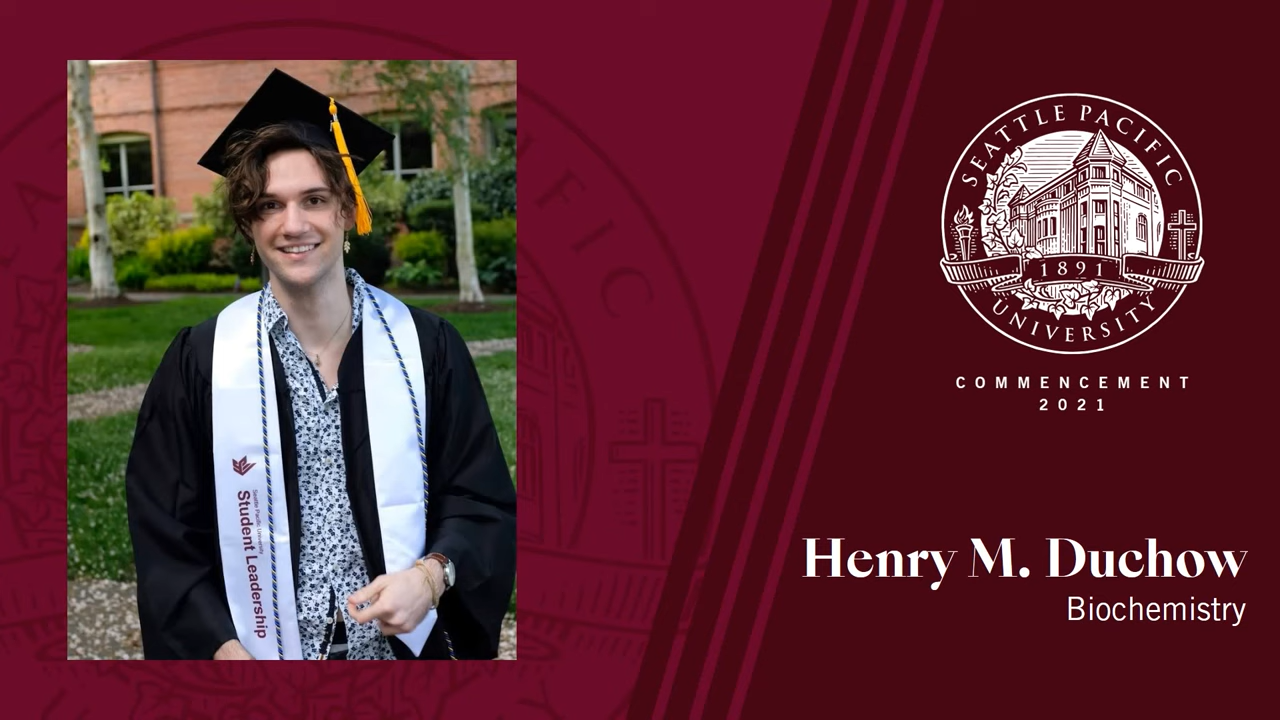 SEATTLE PACIFIC
1891
UNIVERSITY
COMMENCEMENT
2021
Henry M. Duchow
Biochemistry
Seattle Pacific University
Student Leadership